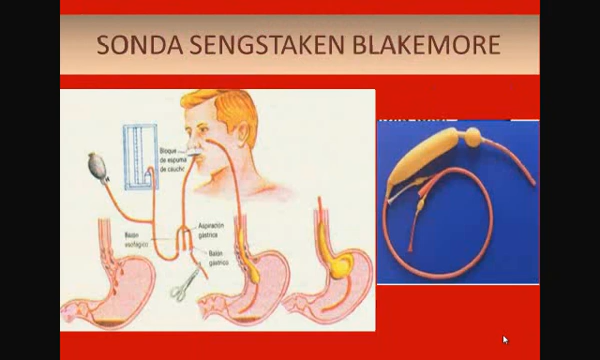 SONDA SENGSTAKEN BLAKEMORE
Bloque
de espuma
de caucho
Aspiración
gástrica
Balón
esofágico
Balón
gástrico